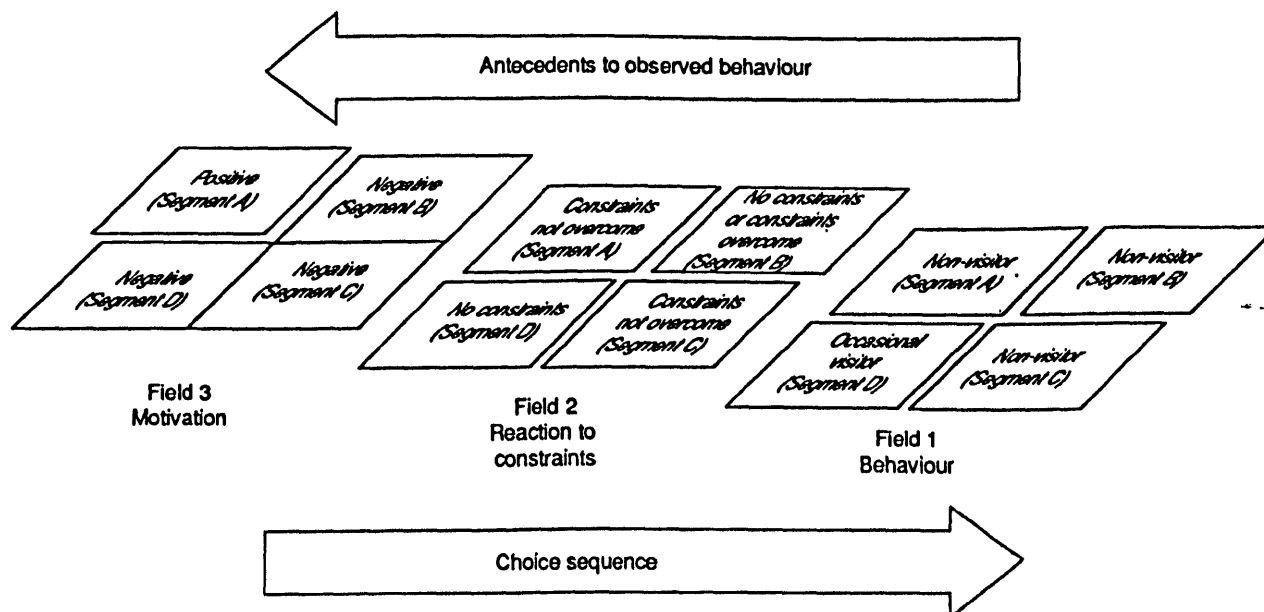 Antecedents to observed behaviour
Positive
(Segment A)
Negative
(Segment B)
Negative
(Segment D)
Negative
(Segment C)
Constraints
not overcome
(Segment A)
No constraints
or constraints
overcome
(Segment B)
No constraints
(Segment D)
Constraints
not overcome
(Segment C)
Non-visitor
(Segment A)
Non-visitor
(Segment B)
Occasional
visitor
(Segment D)
Non-visitor
(Segment C)
Field 3
Motivation
Field 2
Reaction to
constraints
Field 1
Behaviour
Choice sequence